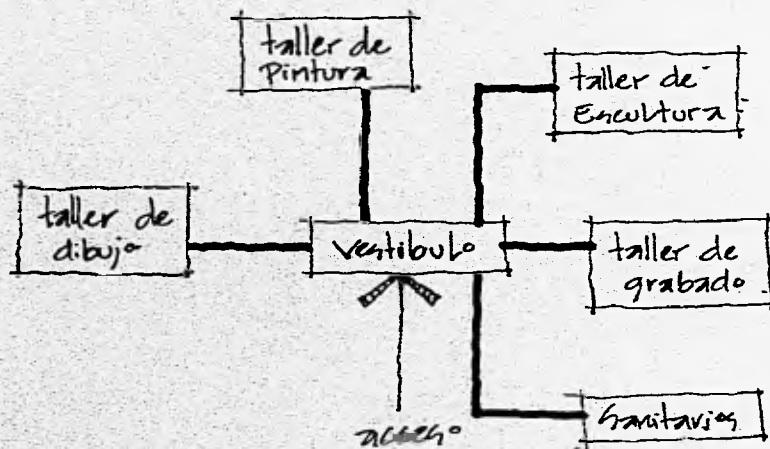 taller de
Pintura
taller de
Escultura
taller de
dibujo
Vestibulo
taller de
grabado
Sanitarios
acceso